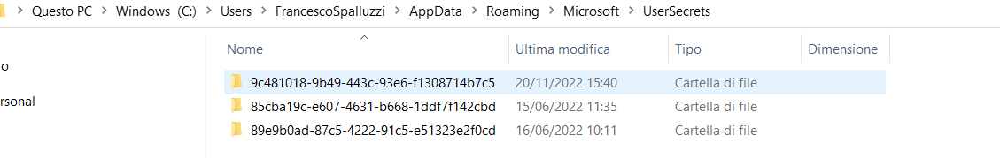 Questo PC > Windows (C:) > Users > FrancescoSpalluzzi > AppData > Roaming > Microsoft > UserSecrets
Nome Ultima modifica Tipo Dimensione
9c481018-9b49-443c-93e6-f1308714b7c5 20/11/2022 15:40 Cartella di file
85cba19c-e607-4631-b668-1ddf7f142cbd 15/06/2022 11:35 Cartella di file
89e9b0ad-87c5-4222-91c5-e51323e2f0cd 16/06/2022 10:11 Cartella di file
o
rsonal